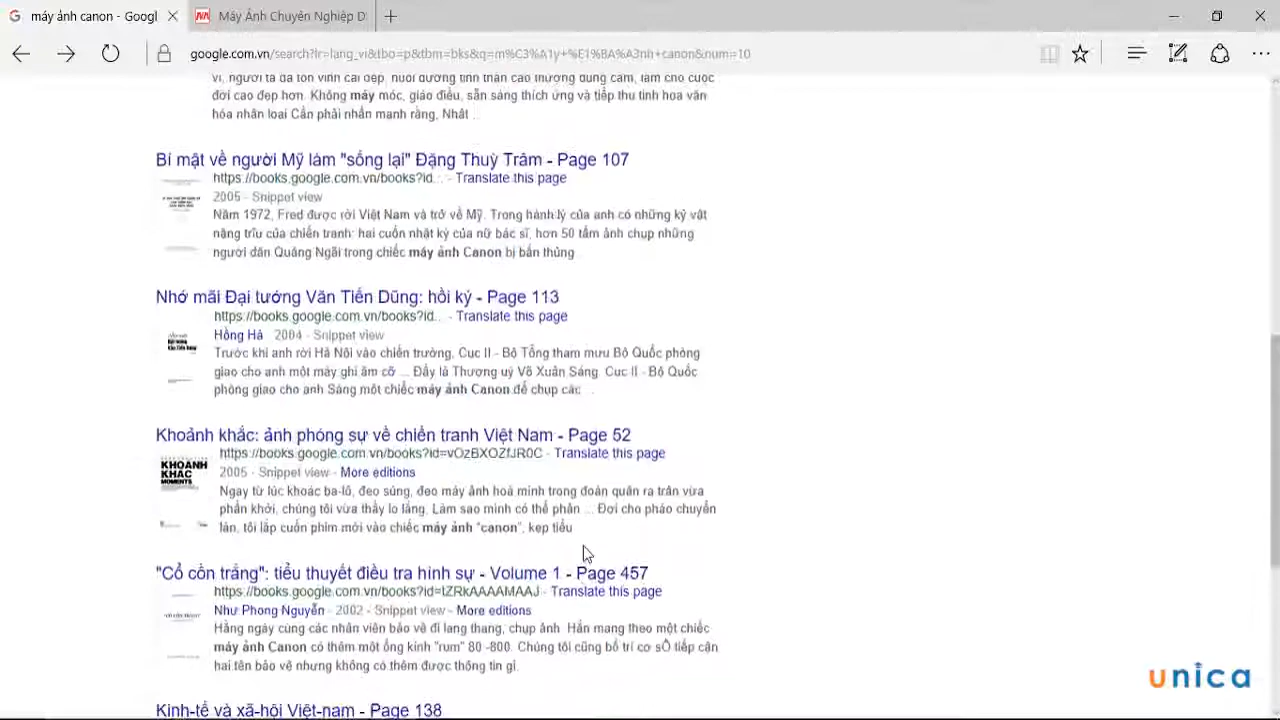 máy ảnh canon - Googl
Máy Ảnh Chuyên Nghiệp D
google.com.vn/search?lr=lang_vi&tbo=p&tbm=bks&q=m%C3%A1y+%E1%BA%A3nh+canon&num=10
vị, người ta đã tôn vinh cái đẹp, nuôi dưỡng tinh thần cao thượng dũng cảm, làm cho cuộc
đời cao đẹp hơn. Không máy móc, giáo điều, sẵn sàng thích ứng và tiếp thu tinh hoa văn
hóa nhân loại Cần phải nhấn mạnh rằng, Nhật ...
Bí mật về người Mỹ làm "sống lại" Đặng Thuỳ Trâm - Page 107
https://books.google.com.vn/books?id... - Translate this page
2005 - Snippet view
Năm 1972, Fred được rời Việt Nam và trở về Mỹ. Trong hành lý của anh có những kỷ vật
nặng trĩu của chiến tranh: hai cuốn nhật ký của nữ bác sĩ, hơn 50 tấm ảnh chụp những
người dân Quảng Ngãi trong chiếc máy ảnh Canon bị bắn thủng
Nhớ mãi Đại tướng Văn Tiến Dũng: hồi ký - Page 113
https://books.google.com.vn/books?id... - Translate this page
Hồng Hà 2004 - Snippet view
Trước khi anh rời Hà Nội vào chiến trường, Cục II - Bộ Tổng tham mưu Bộ Quốc phòng
giao cho anh một máy ghi âm cỡ ... Đây là Thượng uý Võ Xuân Sáng. Cục II - Bộ Quốc
phòng giao cho anh Sáng một chiếc máy ảnh Canon để chụp các ...
Khoảnh khắc: ảnh phóng sự về chiến tranh Việt Nam - Page 52
https://books.google.com.vn/books?id=vOzBXOZfJR0C - Translate this page
KHOẢNH
KHẮC
MOMENTS
2005 - Snippet view - More editions
Ngay từ lúc khoác ba-lô, đeo súng, đeo máy ảnh hoà mình trong đoàn quân ra trận vừa
phấn khởi, chúng tôi vừa thấy lo lắng. Làm sao mình có thể phản ... Đợi cho pháo chuyển
làn, tôi lắp cuốn phim mới vào chiếc máy ảnh "canon", kẹp tiểu
"Cổ cồn trắng": tiểu thuyết điều tra hình sự - Volume 1 - Page 457
https://books.google.com.vn/books?id=IZRkAAAAMAAJ - Translate this page
Như Phong Nguyễn - 2002 - Snippet view - More editions
Hằng ngày cùng các nhân viên bảo vệ đi lang thang, chụp ảnh Hắn mang theo một chiếc
máy ảnh Canon có thêm một ống kính "rum" 80 -800. Chúng tôi cũng bố trí cơ sỞ tiếp cận
hai tên bảo vệ nhưng không có thêm được thông tin gì.
Kinh-tế và xã-hội Việt-nam - Page 138
unica